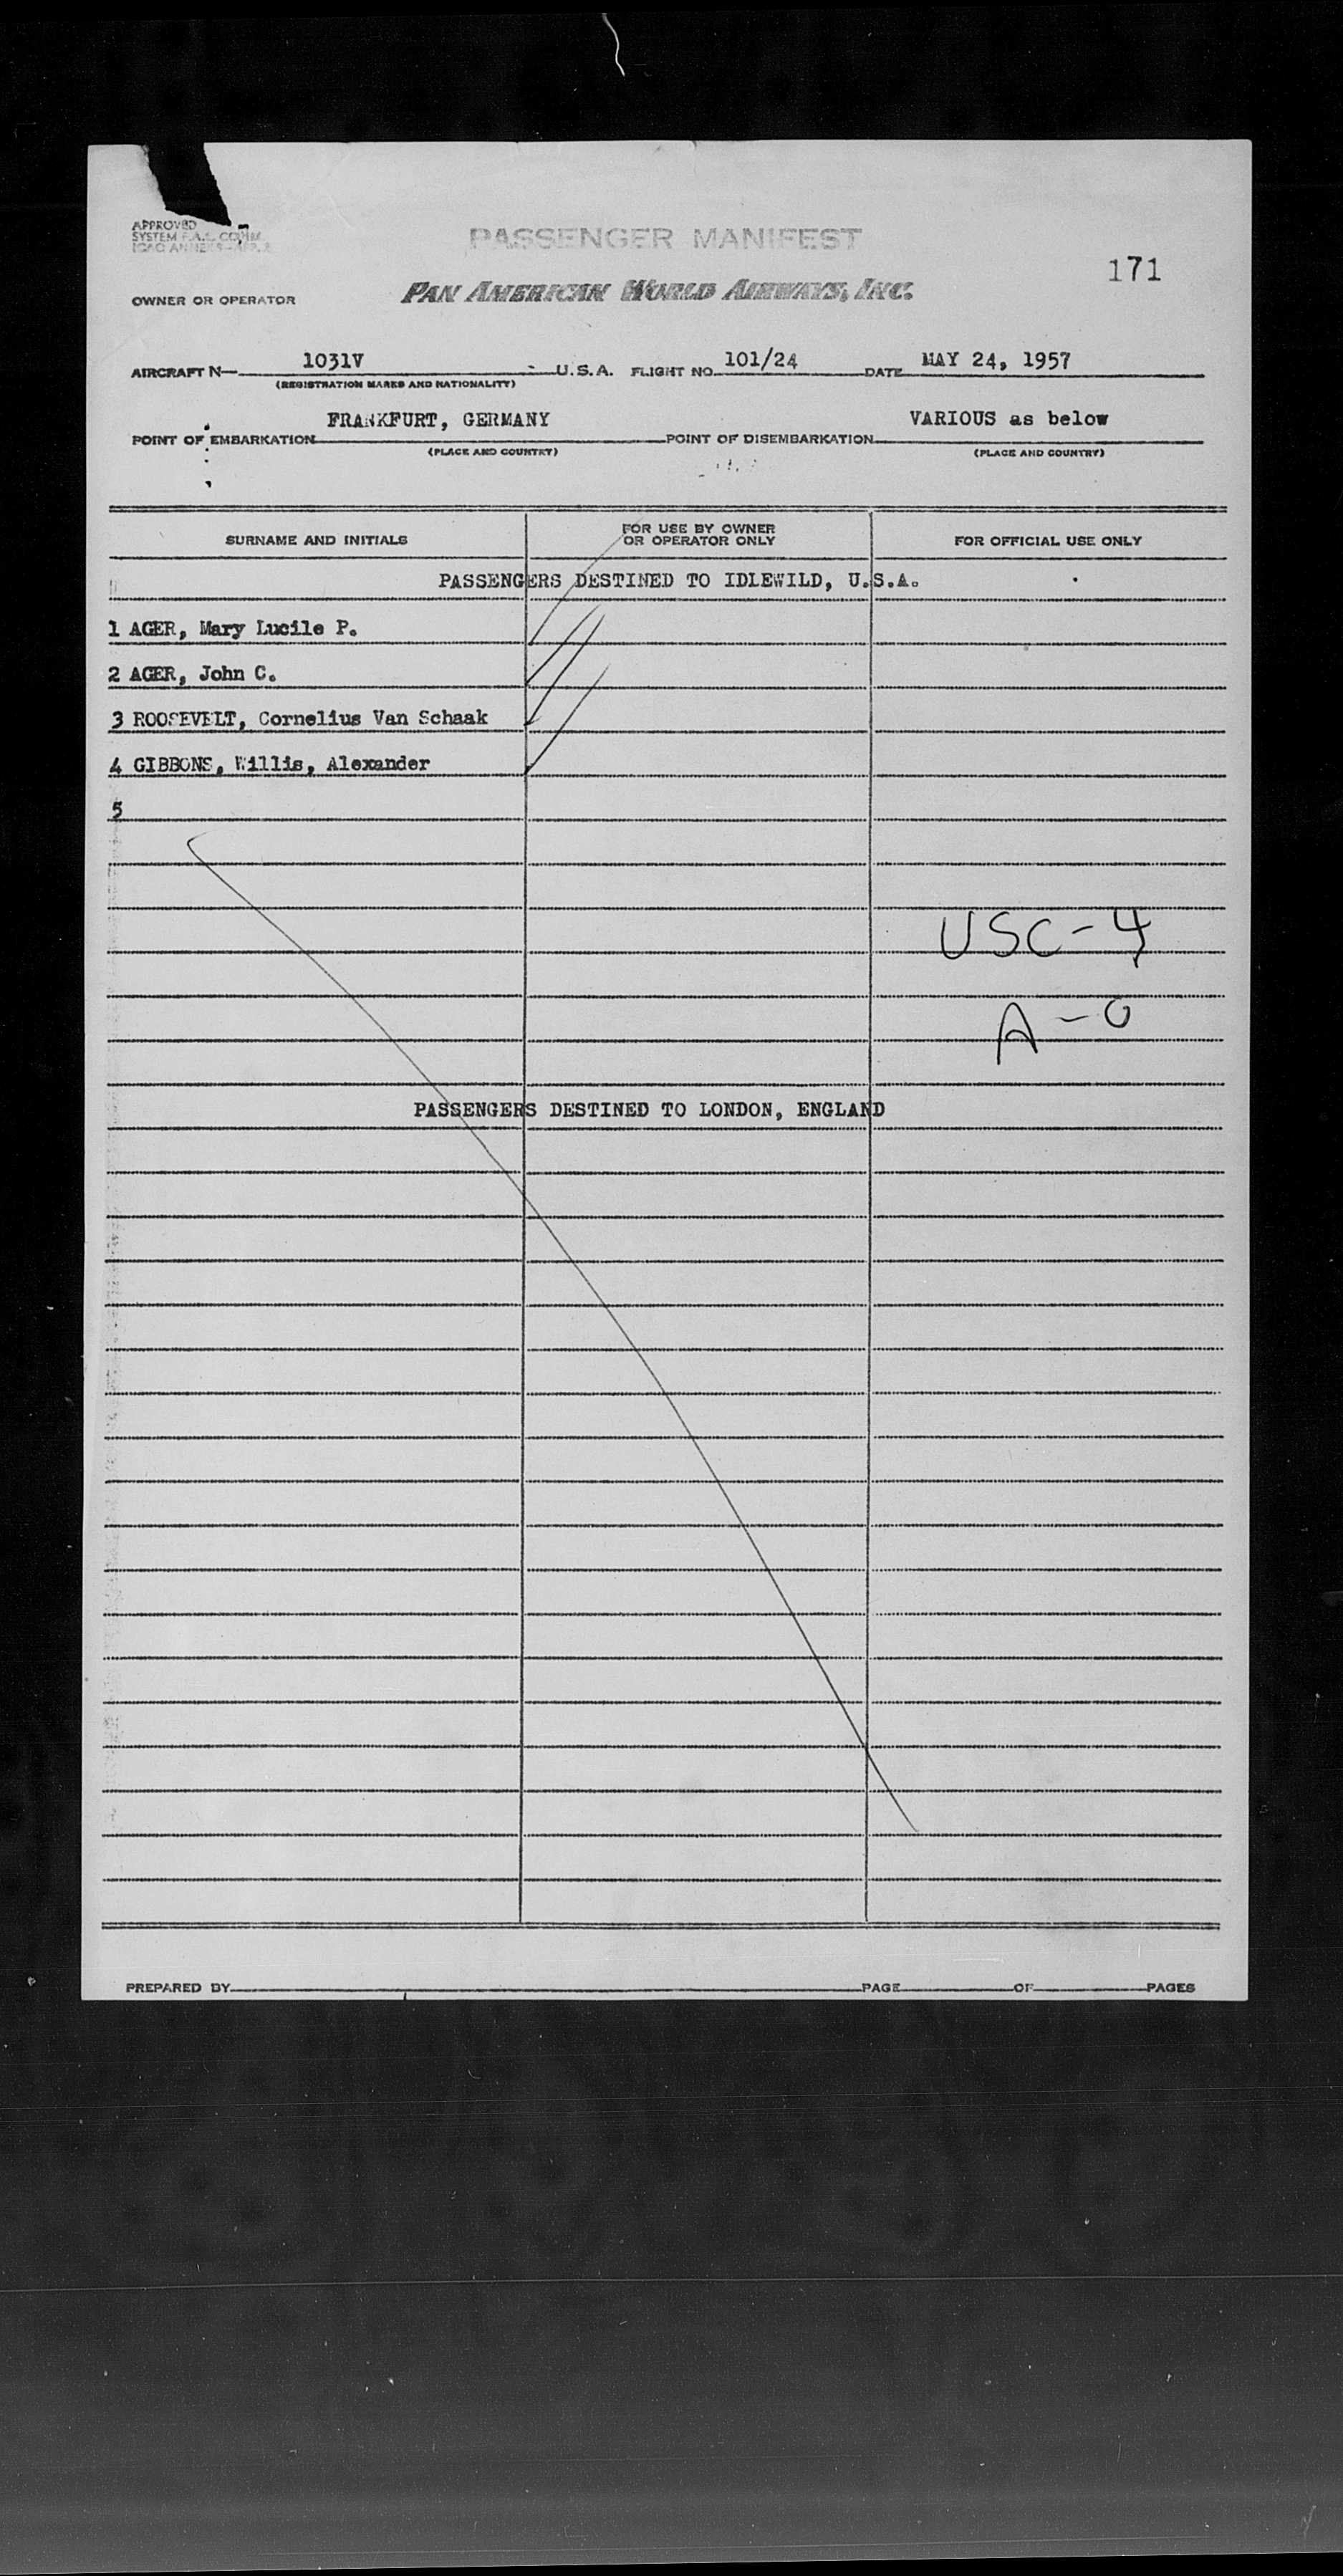 APPROVED
SYSTEM F.A.L. COMM.
PASSENGER MANIFEST
171
OWNER OR OPERATOR PAN AMERICAN WORLD AIRWAYS, INC.
AIRCRAFT N— 1031V - U.S.A. FLIGHT NO. 101/24 DATE MAY 24, 1957
(REGISTRATION MARKS AND NATIONALITY)
FRANKFURT, GERMANY VARIOUS as below
POINT OF EMBARKATION POINT OF DISEMBARKATION
(PLACE AND COUNTRY) (PLACE AND COUNTRY)
SURNAME AND INITIALS FOR USE BY OWNER OR OPERATOR ONLY FOR OFFICIAL USE ONLY
PASSENGERS DESTINED TO IDLEWILD, U.S.A.
1 AGER, Mary Lucile P.
2 AGER, John C.
3 ROOSEVELT, Cornelius Van Schaak
4 GIBBONS, Willis, Alexander
5
USC-4
A-0
PASSENGERS DESTINED TO LONDON, ENGLAND
PREPARED BY PAGE OF PAGES